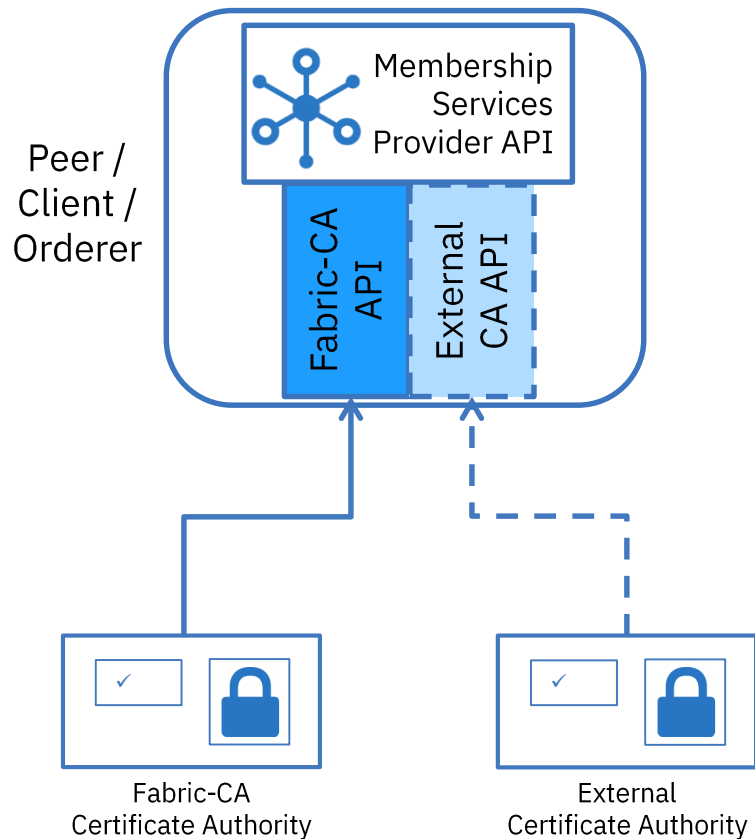 Membership
Services
Provider API
Peer /
Client /
Orderer
Fabric-CA
API
External
CA API
✓
✓
Fabric-CA
Certificate Authority
External
Certificate Authority